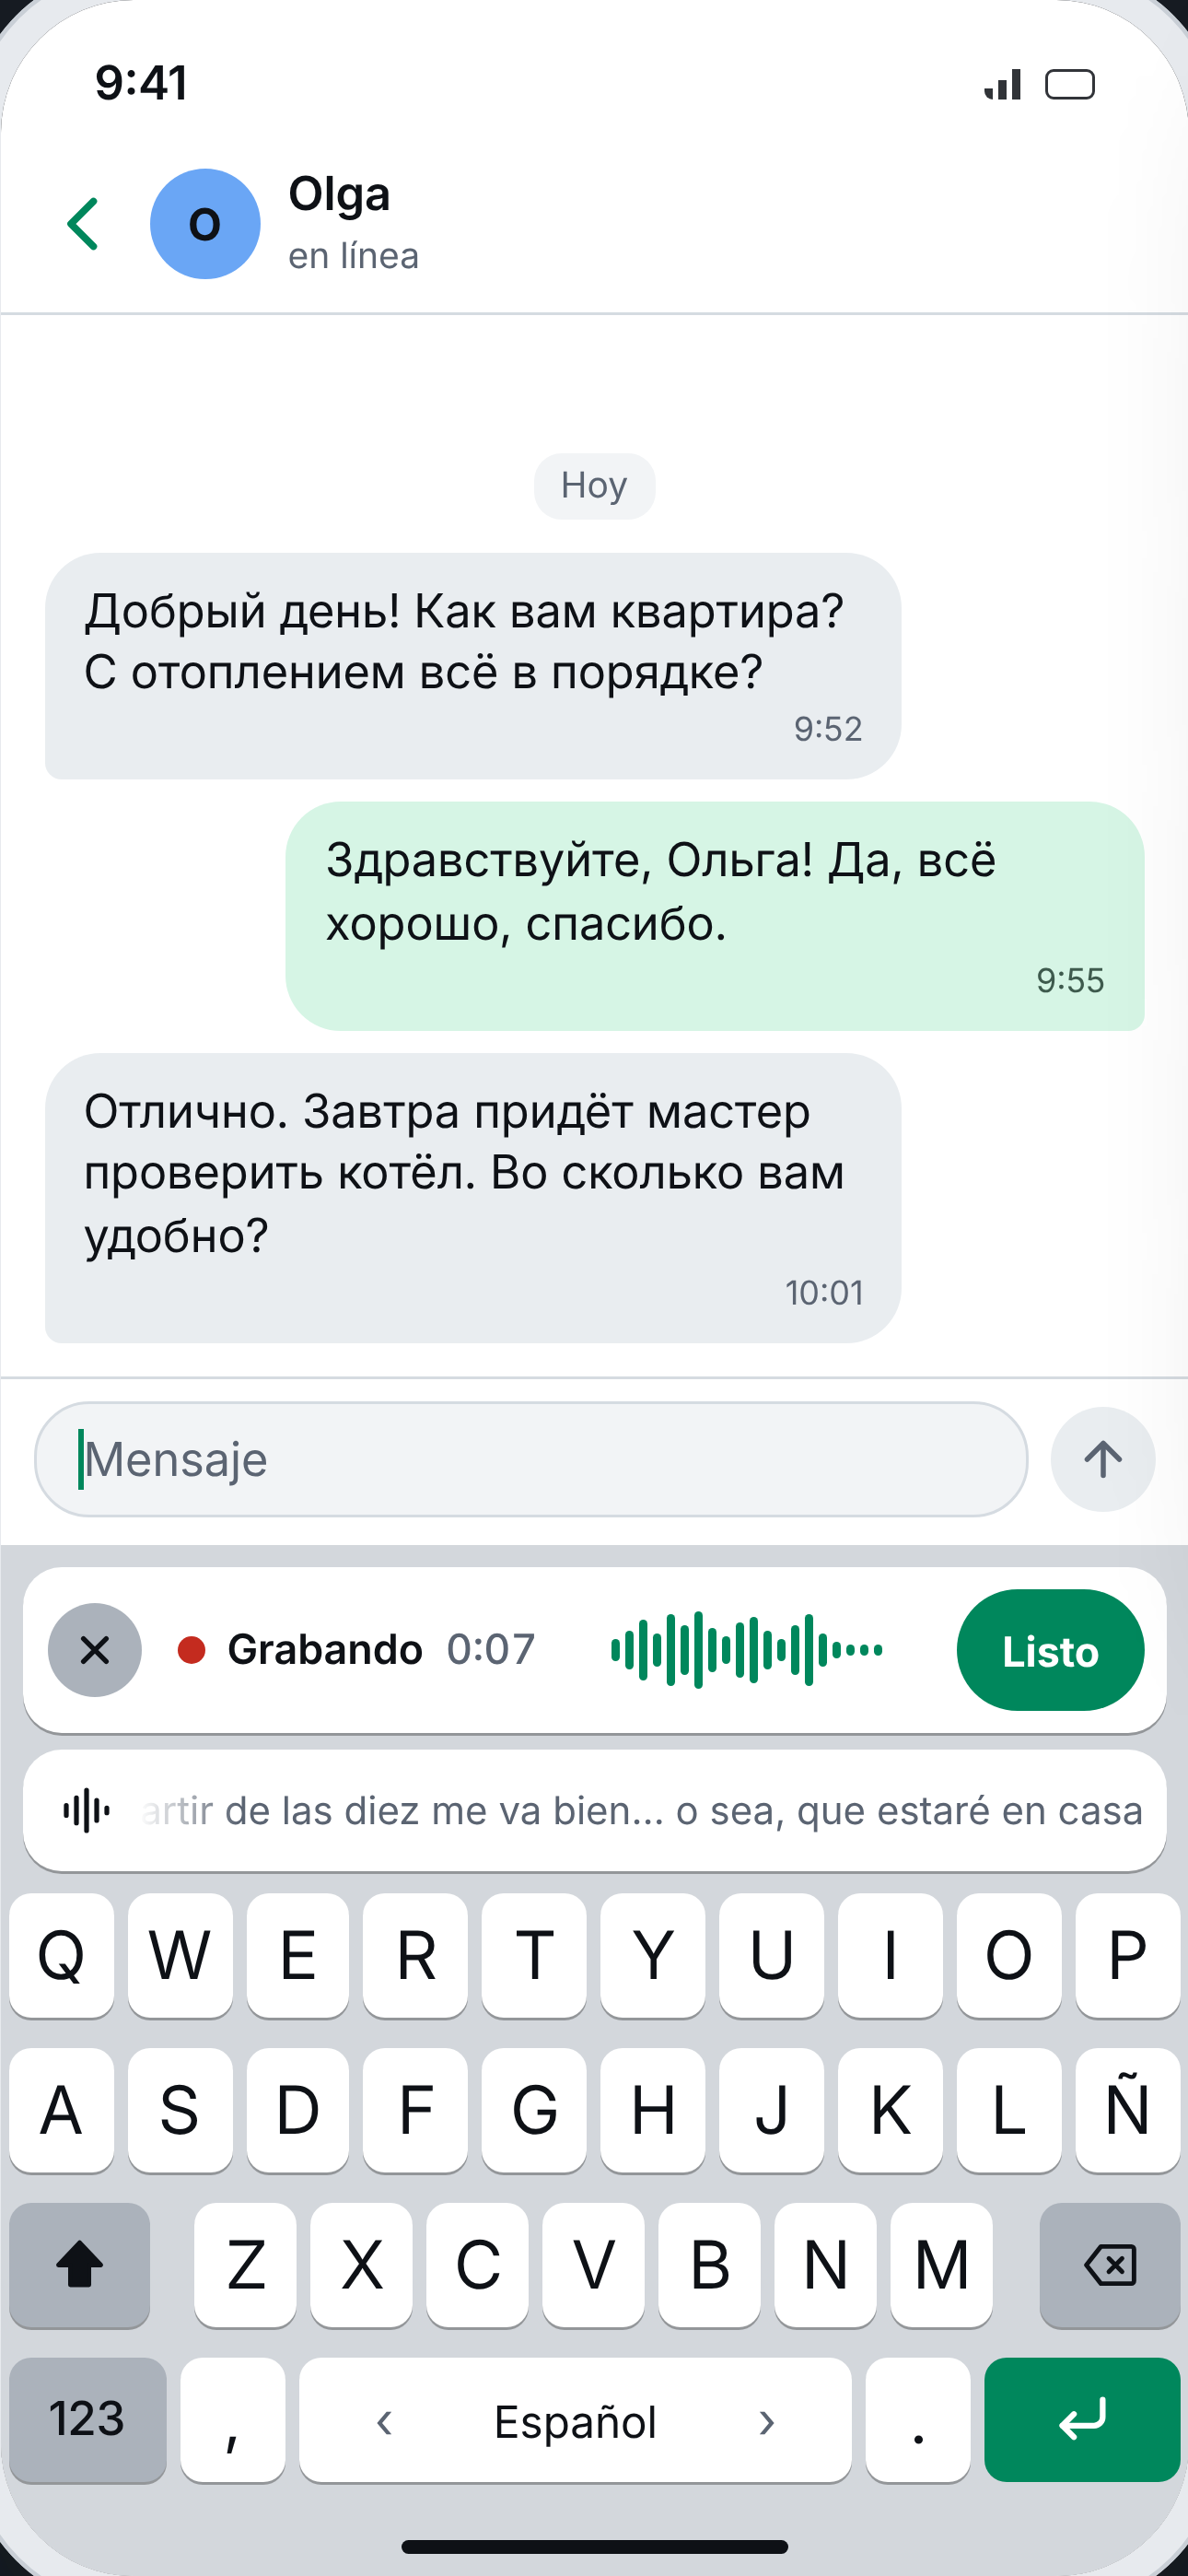 9:41
O
Olga
en línea
Hoy
Добрый день! Как вам квартира?
С отоплением всё в порядке?
9:52
Здравствуйте, Ольга! Да, всё
хорошо, спасибо.
9:55
Отлично. Завтра придёт мастер
проверить котёл. Во сколько вам
удобно?
10:01
Mensaje
Grabando 0:07
Listo
artir de las diez me va bien... o sea, que estaré en casa
Q W E R T Y U I O P
A S D F G H J K L Ñ
Z X C V B N M
123 , ‹ Español › .